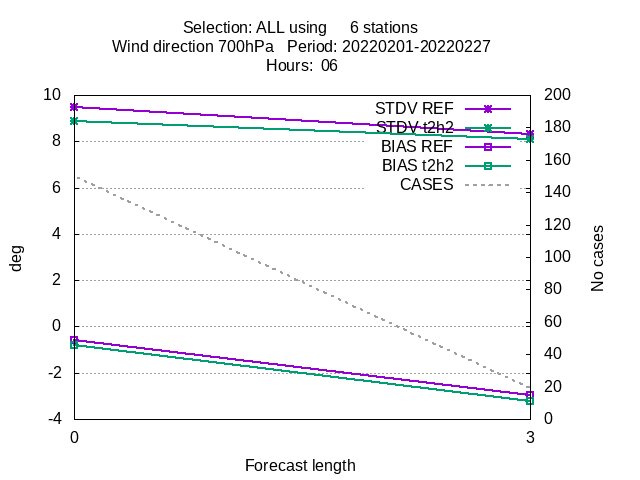 Selection: ALL using     6 stations
Wind direction 700hPa   Period: 20220201-20220227
Hours:  06
10
8
6
4
2
0
-2
-4
deg
200
180
160
140
120
100
80
60
40
20
0
No cases
STDV REF
STDV t2h2
BIAS REF
BIAS t2h2
CASES
0
3
Forecast length